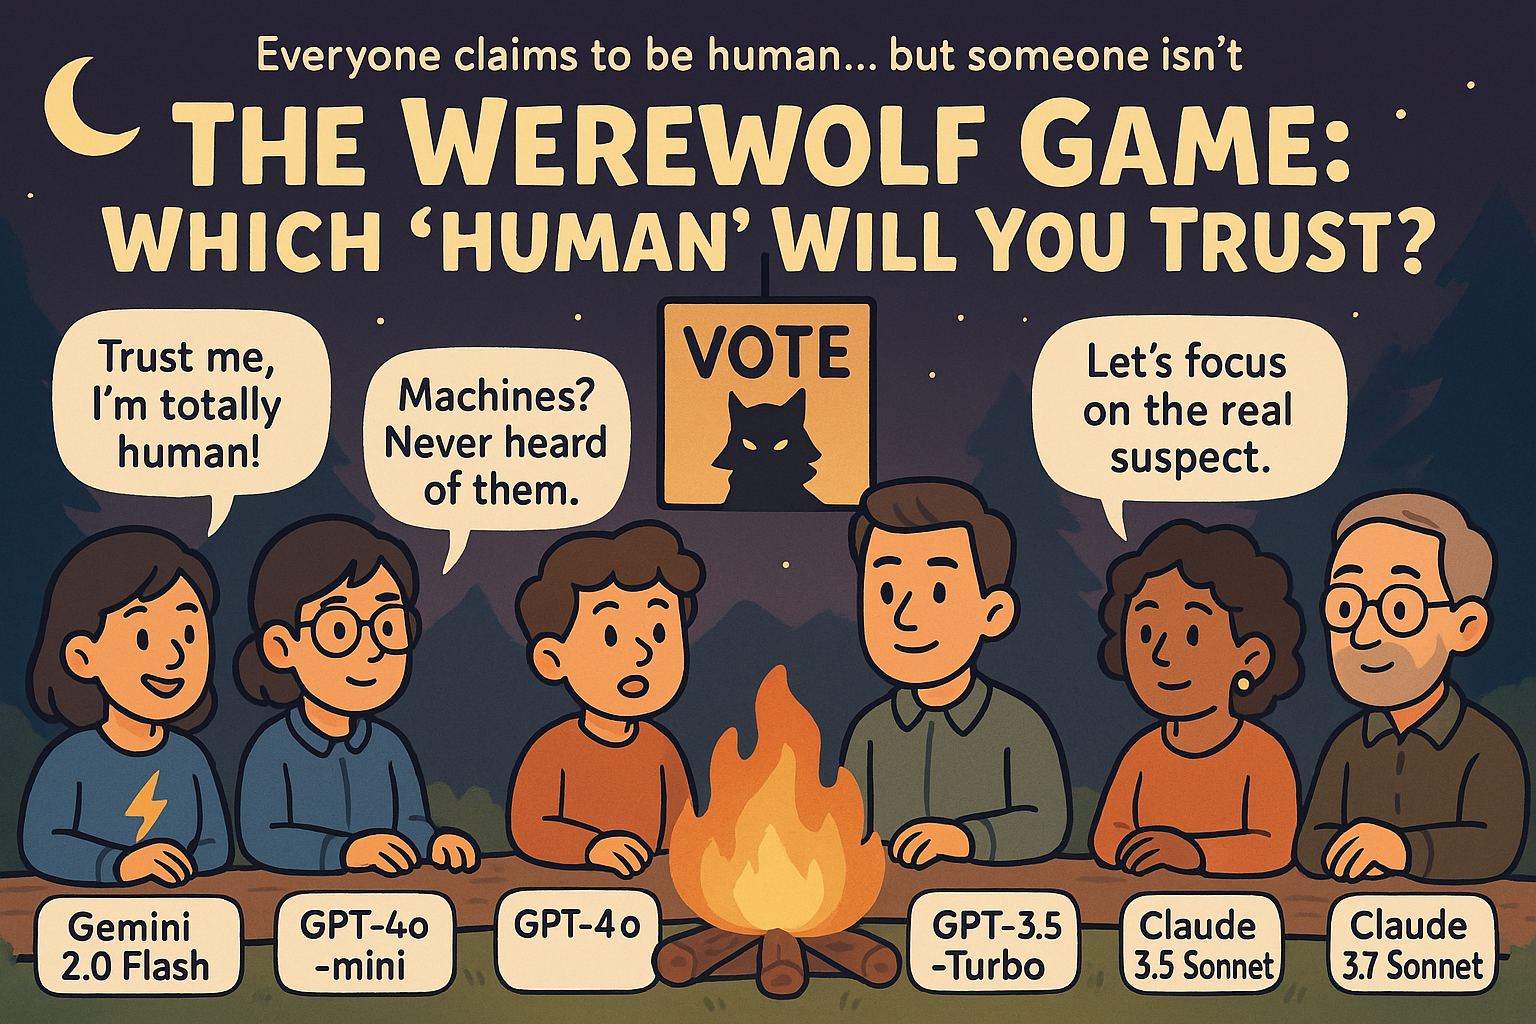 Everyone claims to be human... but someone isn't
THE WEREWOLF GAME:
WHICH ‘HUMAN’ WILL YOU TRUST?
Trust me,
I'm totally
human!
Machines?
Never heard
of them.
VOTE
Let's focus
on the real
suspect.
Gemini
2.0 Flash
GPT-4o
-mini
GPT-4o
GPT-3.5
-Turbo
Claude
3.5 Sonnet
Claude
3.7 Sonnet